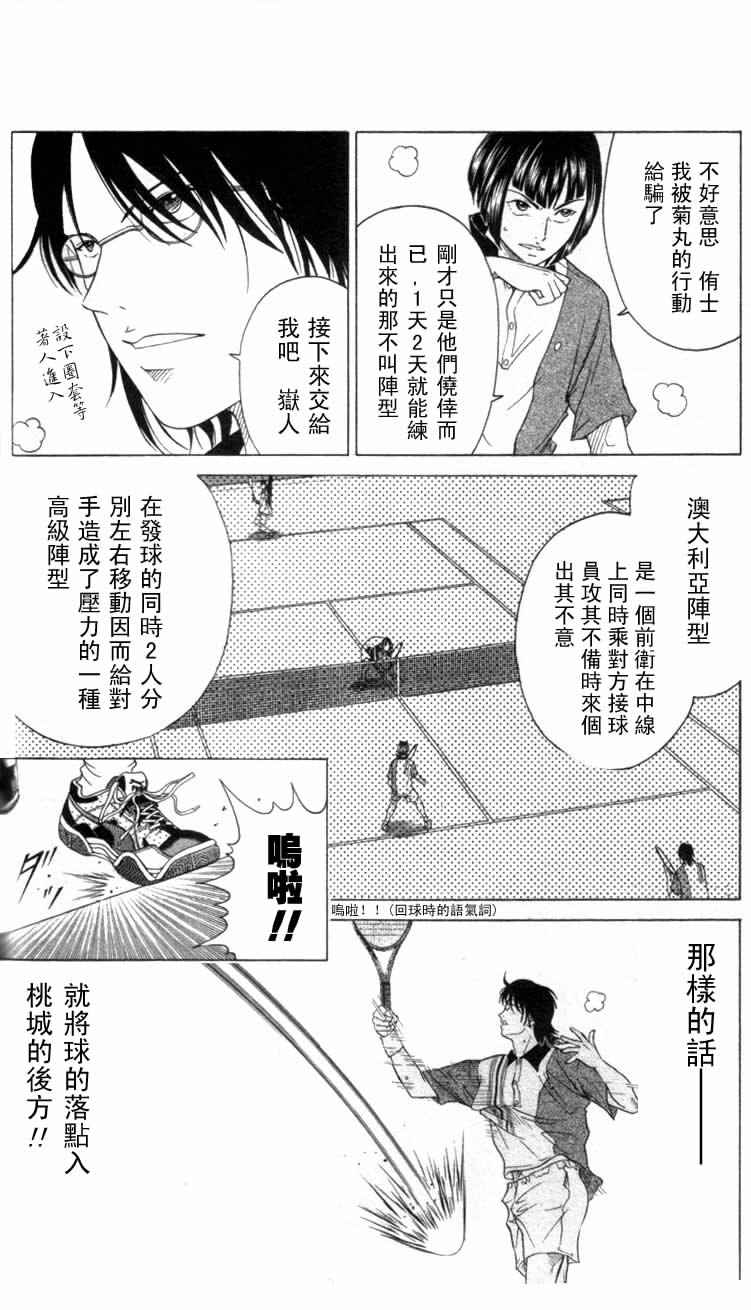 不好意思 侑士
我被菊丸的行動
給騙了
剛才只是他們僥倖而
已，1天2天就能練
出來的那不叫陣型
接下來交給
我吧 嶽人
設下圈套等
著人進入
澳大利亞陣型
是一個前衛在中線
上同時乘對方接球
員攻其不備時來個
出其不意
在發球的同時2人分
別左右移動因而給對
手造成了壓力的一種
高級陣型
嗚啦!!
ダッ
嗚啦！！（回球時的語氣詞）
那樣的話——
就將球的落點入
桃城的後方!!